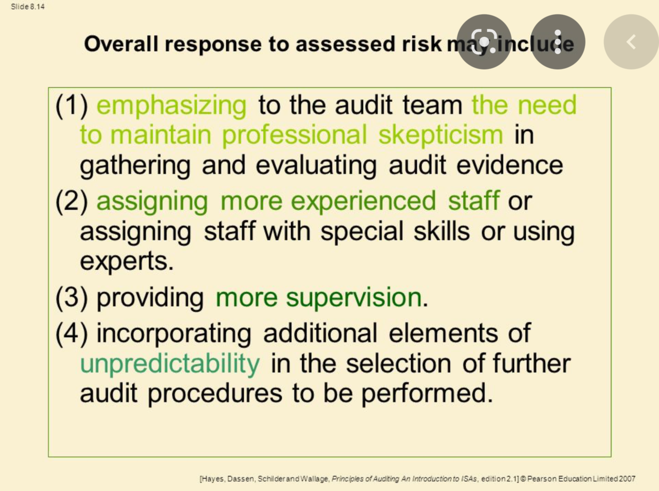 Slide 8.14
Overall response to assessed risk may include
(1) emphasizing to the audit team the need
to maintain professional skepticism in
gathering and evaluating audit evidence
(2) assigning more experienced staff or
assigning staff with special skills or using
experts.
(3) providing more supervision.
(4) incorporating additional elements of
unpredictability in the selection of further
audit procedures to be performed.
[Hayes, Dassen, Schilder and Wallage, Principles of Auditing An Introduction to ISAs, edition 2.1] © Pearson Education Limited 2007